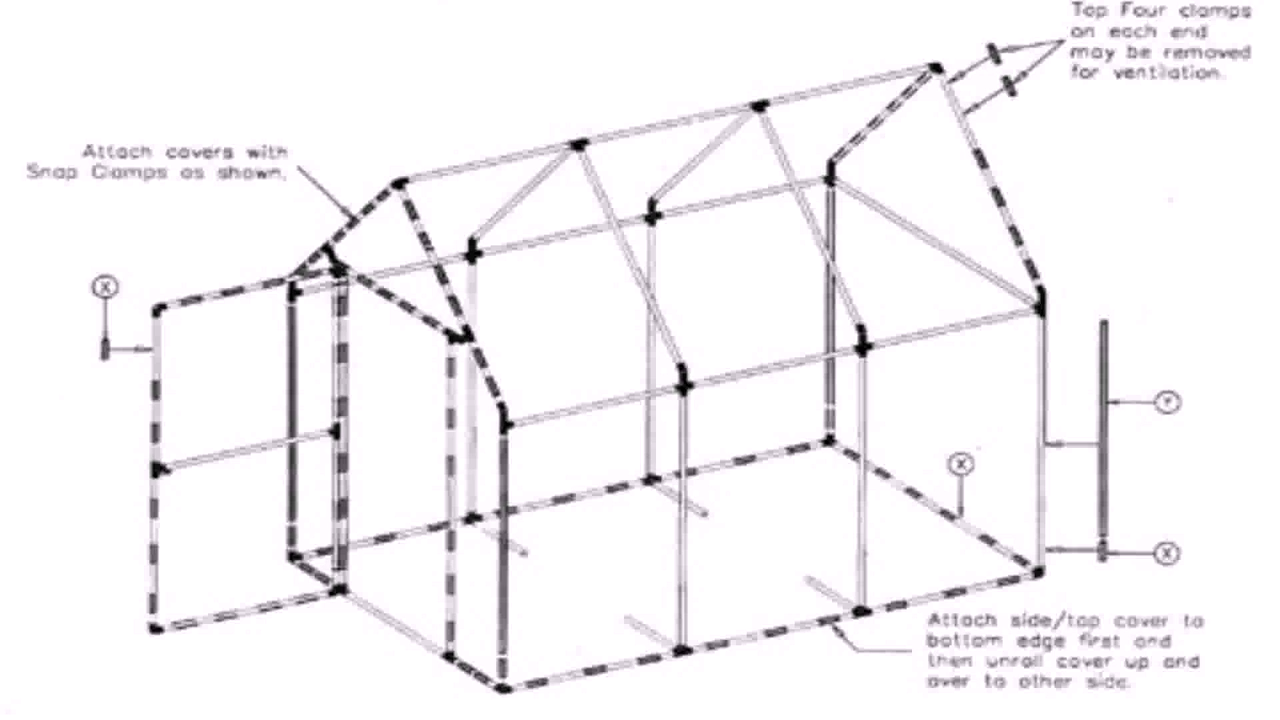 Top Four clamps
on each end
may be removed
for ventilation.
Attach covers with
Snap Clamps as shown.
X
Y
X
X
Attach side/top cover to
bottom edge first and
then unroll cover up and
over to other side.